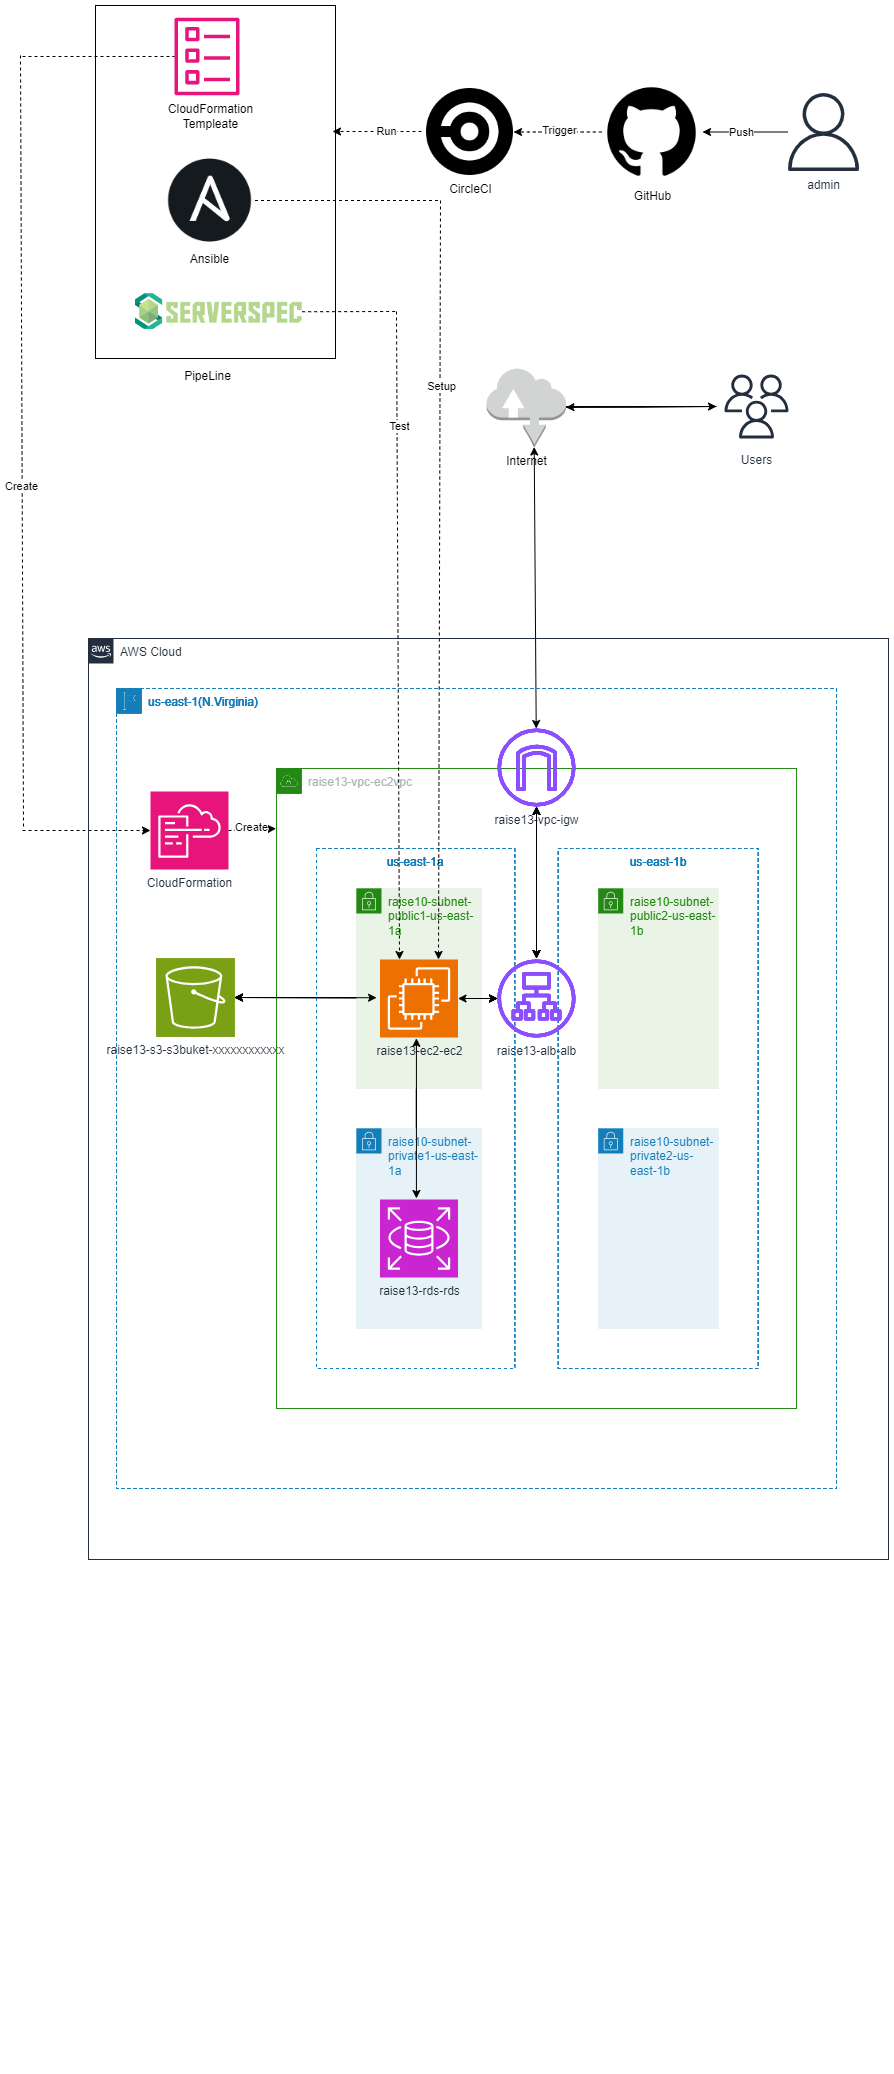 CloudFormation
Templeate
Run
Trigger
Push
CircleCI
GitHub
admin
Ansible
SERVERSPEC
PipeLine
Setup
Test
Internet
Users
Create
aws
AWS Cloud
us-east-1(N.Virginia)
raise13-vpc-ec2vpc
raise13-vpc-igw
Create
CloudFormation
us-east-1a
us-east-1b
raise10-subnet-
public1-us-east-
1a
raise10-subnet-
public2-us-east-
1b
raise13-s3-s3buket-xxxxxxxxxxxx
raise13-ec2-ec2
raise13-alb-alb
raise10-subnet-
private1-us-east-
1a
raise10-subnet-
private2-us-
east-1b
raise13-rds-rds